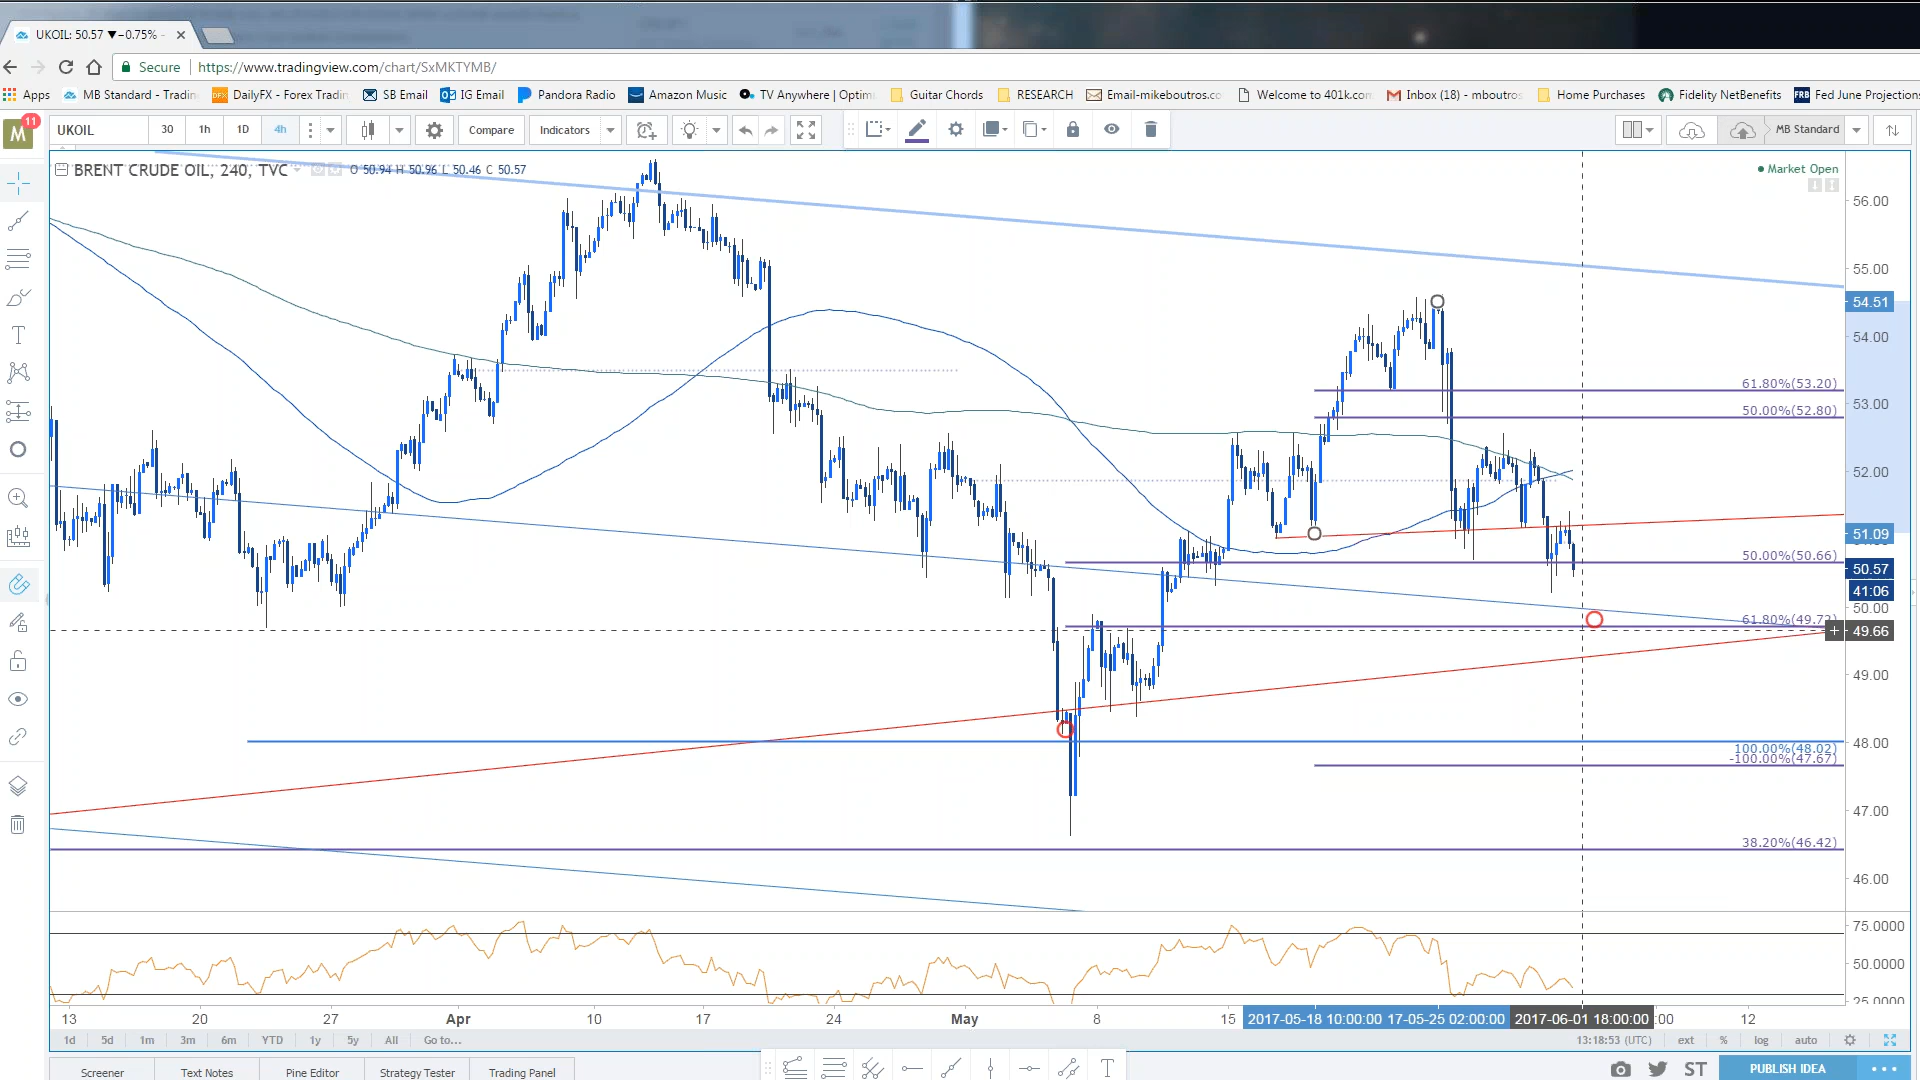 UKOIL: 50.57 ▼−0.75% -
Secure https://www.tradingview.com/chart/SxMKTYMB/
Apps MB Standard - Tradin DailyFX - Forex Tradin SB Email IG Email Pandora Radio Amazon Music TV Anywhere | Optim Guitar Chords RESEARCH Email-mikeboutros.co Welcome to 401k.com Inbox (18) - mboutros Home Purchases Fidelity NetBenefits FRB Fed June Projections
M 11 UKOIL 30 1h 1D 4h Compare Indicators MB Standard
BRENT CRUDE OIL, 240, TVC O 50.94 H 50.96 L 50.46 C 50.57
Market Open
56.00
55.00
54.51
54.00
61.80%(53.20)
53.00
50.00%(52.80)
52.00
51.09
50.00%(50.66)
50.57
41:06
50.00
61.80%(49.72)
49.66
49.00
48.00
100.00%(48.02)
-100.00%(47.67)
47.00
38.20%(46.42)
46.00
75.0000
50.0000
25.0000
13 20 27 Apr 10 17 24 May 8 15 2017-05-18 10:00:00 17-05-25 02:00:00 2017-06-01 18:00:00 :00 12
1d 5d 1m 3m 6m YTD 1y 5y All Go to... 13:18:53 (UTC) ext % log auto
Screener Text Notes Pine Editor Strategy Tester Trading Panel T ST PUBLISH IDEA